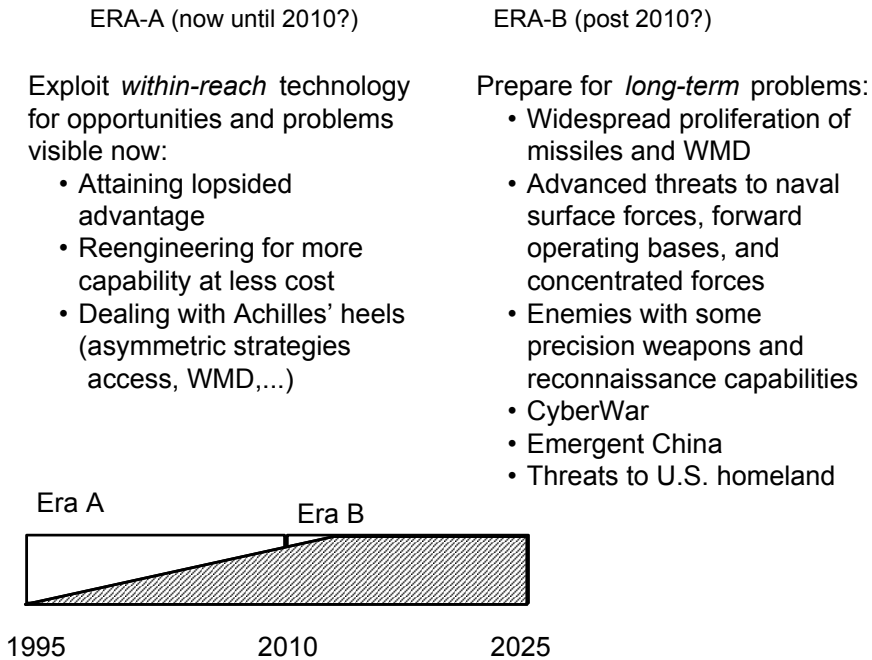 ERA-A (now until 2010?)
Exploit within-reach technology
for opportunities and problems
visible now:
• Attaining lopsided
advantage
• Reengineering for more
capability at less cost
• Dealing with Achilles’ heels
(asymmetric strategies
access, WMD,...)
ERA-B (post 2010?)
Prepare for long-term problems:
• Widespread proliferation of
missiles and WMD
• Advanced threats to naval
surface forces, forward
operating bases, and
concentrated forces
• Enemies with some
precision weapons and
reconnaissance capabilities
• CyberWar
• Emergent China
• Threats to U.S. homeland
Era A
Era B
1995
2010
2025